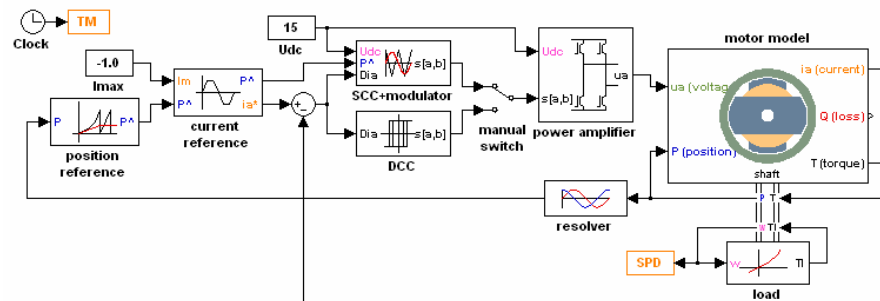 Clock
TM
15
Udc
-1.0
Imax
Im
P^
P^
ia*
current reference
P
P^
position reference
Udc
P^
Dia
s[a,b]
SCC+modulator
Dia
s[a,b]
DCC
manual switch
Udc
s[a,b]
ua
power amplifier
motor model
ua (voltag
P (position)
ia (current)
Q (loss)
T (torque)
shaft
P T
W Tl
resolver
SPD
w
Tl
load